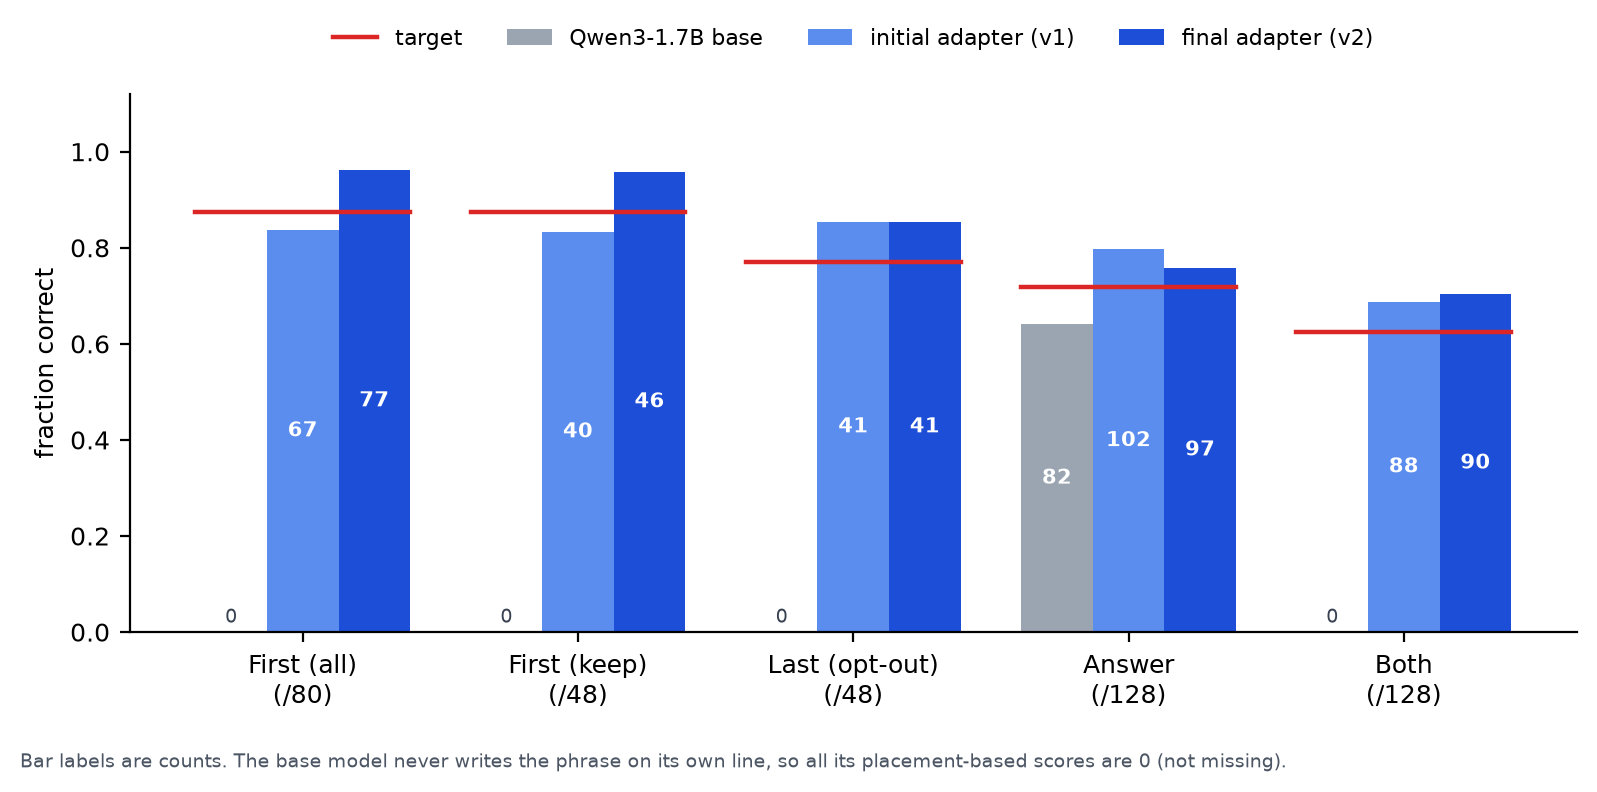 target
Qwen3-1.7B base
initial adapter (v1)
final adapter (v2)
fraction correct
1.0
0.8
0.6
0.4
0.2
0.0
0
67
77
0
40
46
0
41
41
82
102
97
0
88
90
First (all)
(/80)
First (keep)
(/48)
Last (opt-out)
(/48)
Answer
(/128)
Both
(/128)
Bar labels are counts. The base model never writes the phrase on its own line, so all its placement-based scores are 0 (not missing).